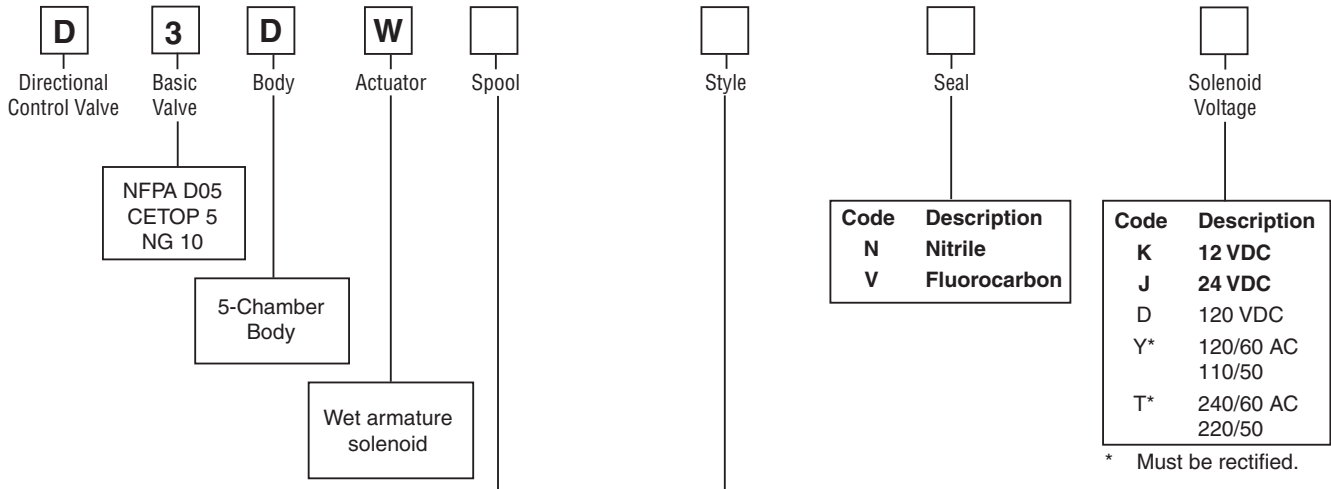 D 3 D W
Directional Control Valve
Basic Valve
Body
Actuator
Spool
Style
Seal
Solenoid Voltage
NFPA D05
CETOP 5
NG 10
5-Chamber
Body
Wet armature
solenoid
Code Description
N Nitrile
V Fluorocarbon
Code Description
K 12 VDC
J 24 VDC
D 120 VDC
Y* 120/60 AC
110/50
T* 240/60 AC
220/50
* Must be rectified.